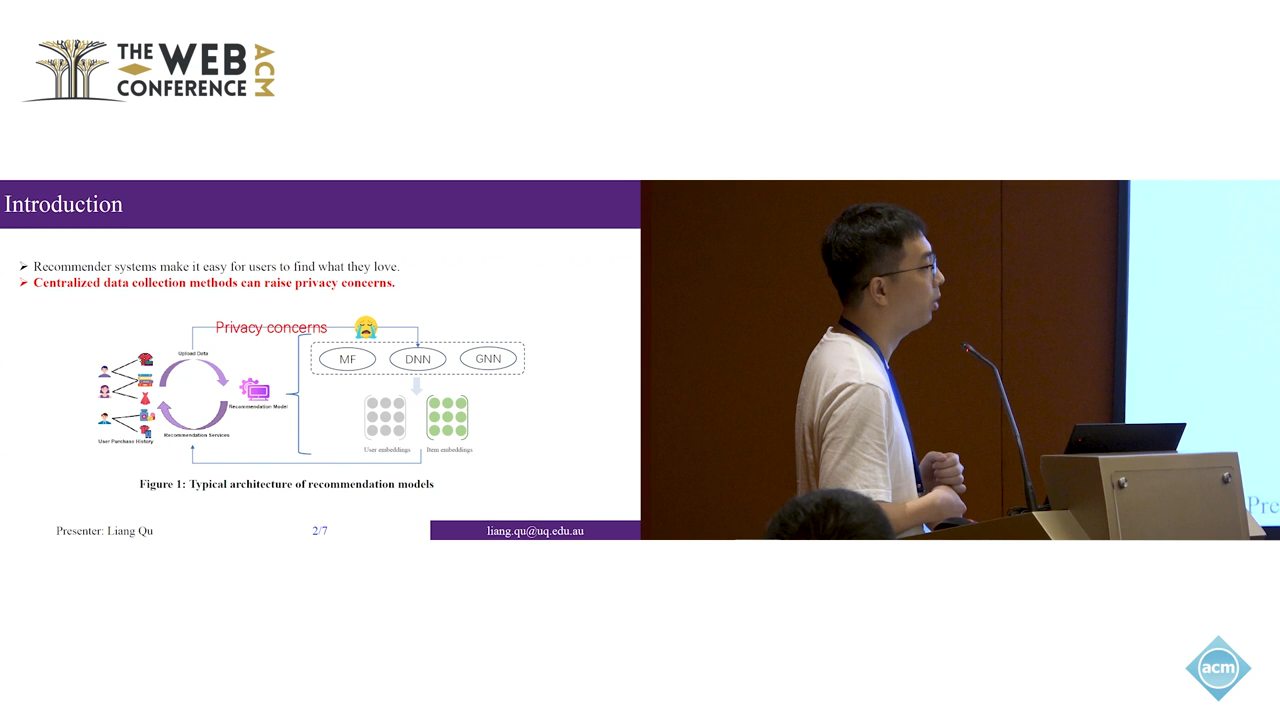 THE WEB
CONFERENCE
ACM
Introduction
➢ Recommender systems make it easy for users to find what they love.
➢ Centralized data collection methods can raise privacy concerns.
Privacy concerns
Upload Data
MF
DNN
GNN
Recommendation Model
Recommendation Services
User Purchase History
User embeddings
Item embeddings
Figure 1: Typical architecture of recommendation models
Presenter: Liang Qu
2/7
liang.qu@uq.edu.au
Pre
acm